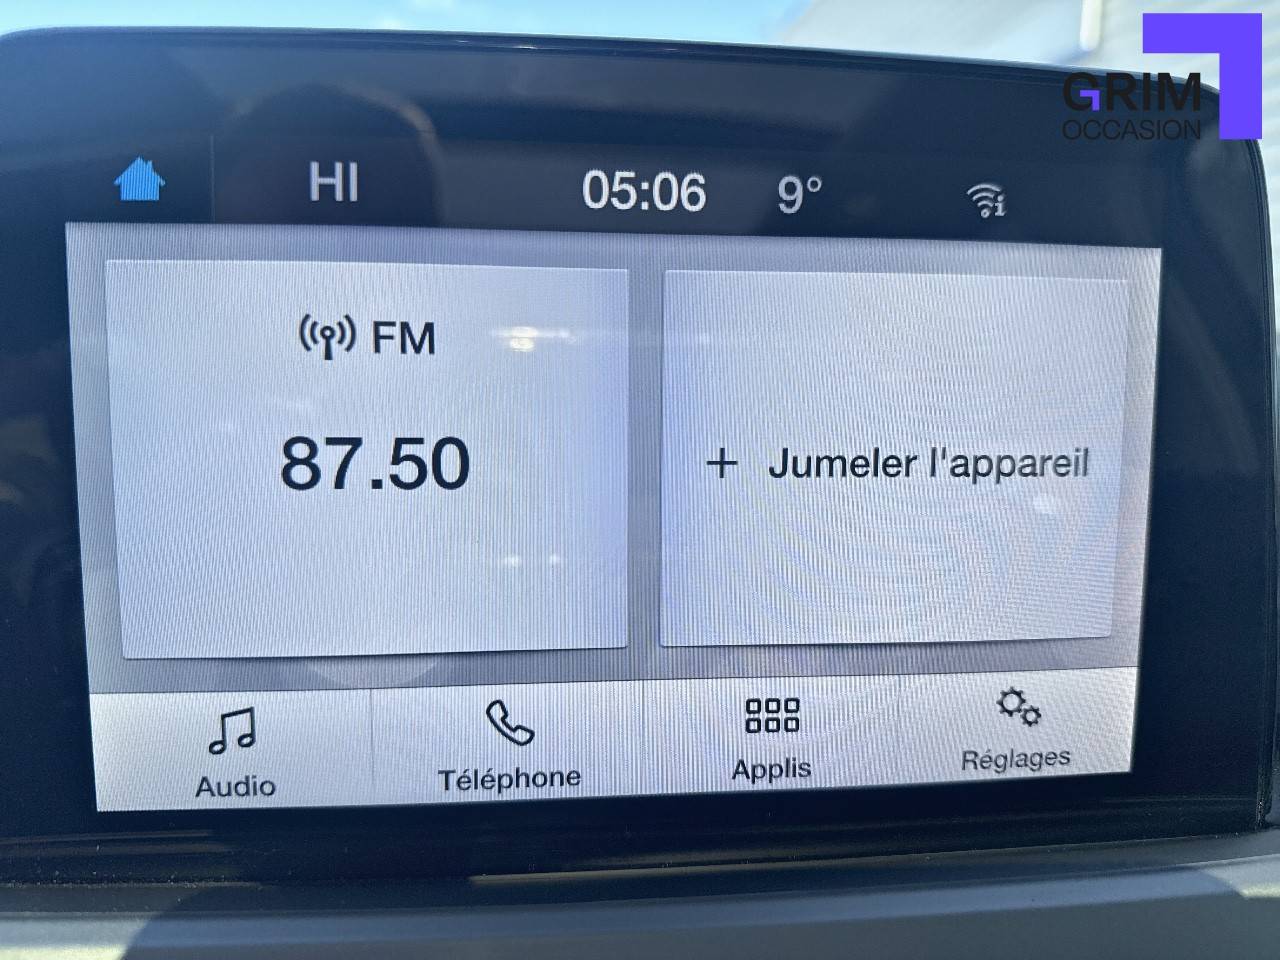 GRIM
OCCASION
HI 05:06 9°
FM
87.50
+ Jumeler l'appareil
Audio Téléphone Applis Réglages